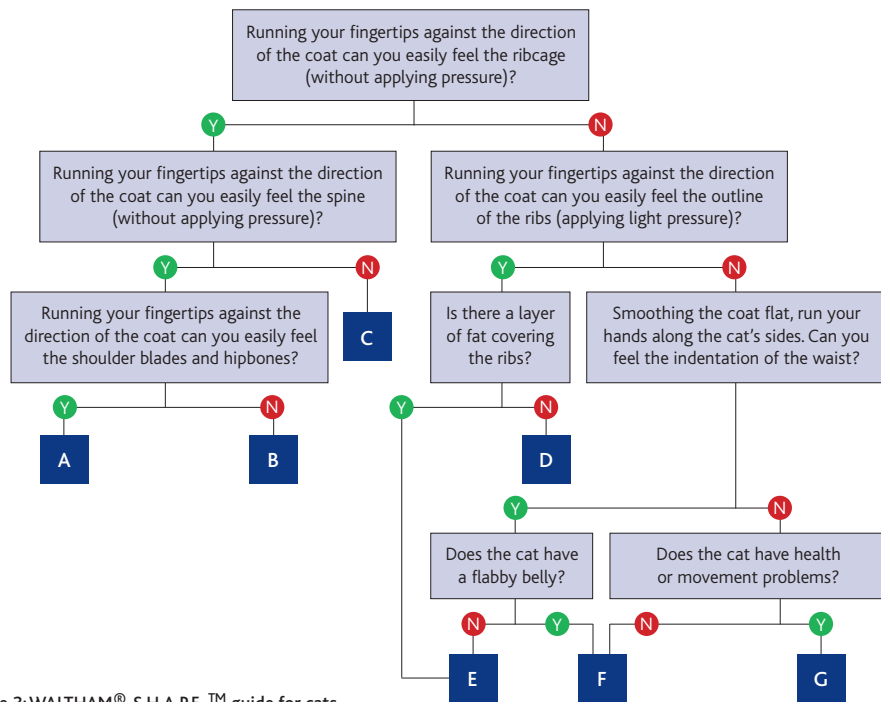 Running your fingertips against the direction
of the coat can you easily feel the ribcage
(without applying pressure)?
Y
N
Running your fingertips against the direction
of the coat can you easily feel the spine
(without applying pressure)?
Running your fingertips against the direction
of the coat can you easily feel the outline
of the ribs (applying light pressure)?
Y
N
Y
N
Running your fingertips against the
direction of the coat can you easily feel
the shoulder blades and hipbones?
C
Is there a layer
of fat covering
the ribs?
Smoothing the coat flat, run your
hands along the cat's sides. Can you
feel the indentation of the waist?
Y
N
Y
N
A
B
D
Y
N
Does the cat have
a flabby belly?
Does the cat have health
or movement problems?
N
Y
N
Y
E
F
G